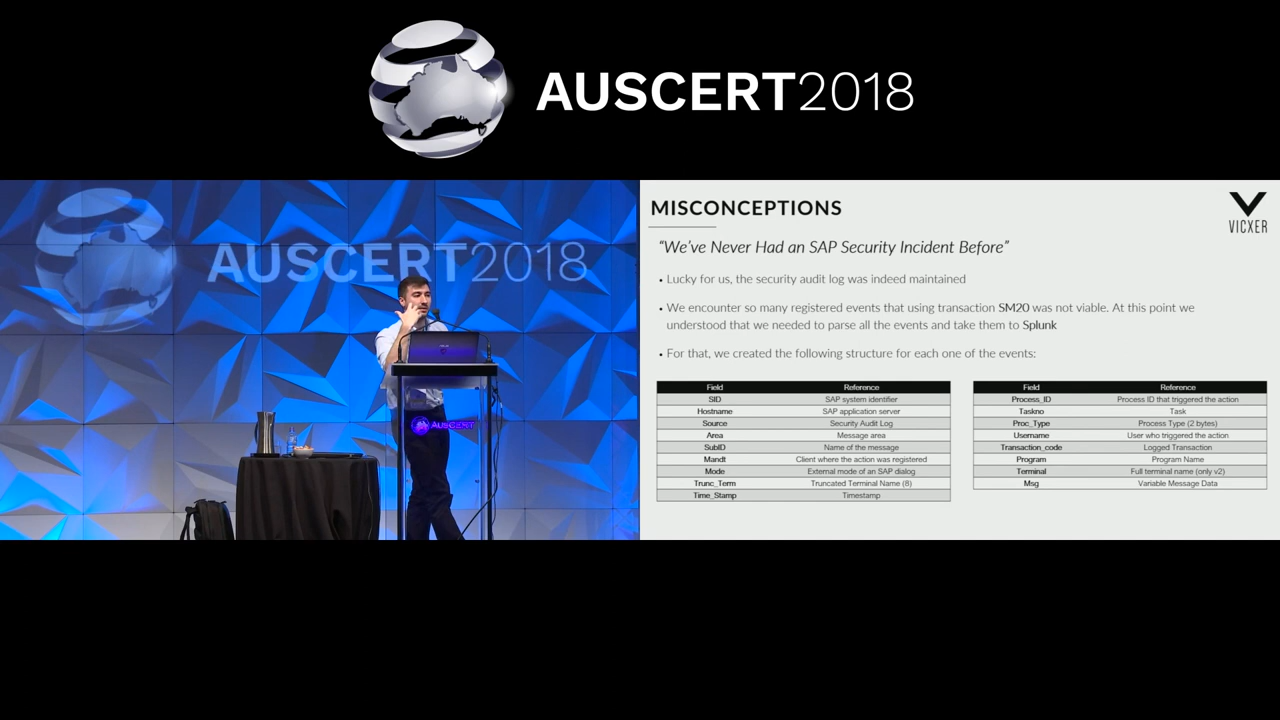 AUSCERT2018
AUSCERT2018
AUSCERT
MISCONCEPTIONS
VICXER
“We’ve Never Had an SAP Security Incident Before”
• Lucky for us, the security audit log was indeed maintained
• We encounter so many registered events that using transaction SM20 was not viable. At this point we
understood that we needed to parse all the events and take them to Splunk
• For that, we created the following structure for each one of the events:
Field Reference
SID SAP system identifier
Hostname SAP application server
Source Security Audit Log
Area Message area
SubID Name of the message
Mandt Client where the action was registered
Mode External mode of an SAP dialog
Trunc_Term Truncated Terminal Name (8)
Time_Stamp Timestamp
Field Reference
Process_ID Process ID that triggered the action
Taskno Task
Proc_Type Process Type (2 bytes)
Username User who triggered the action
Transaction_code Logged Transaction
Program Program Name
Terminal Full terminal name (only v2)
Msg Variable Message Data